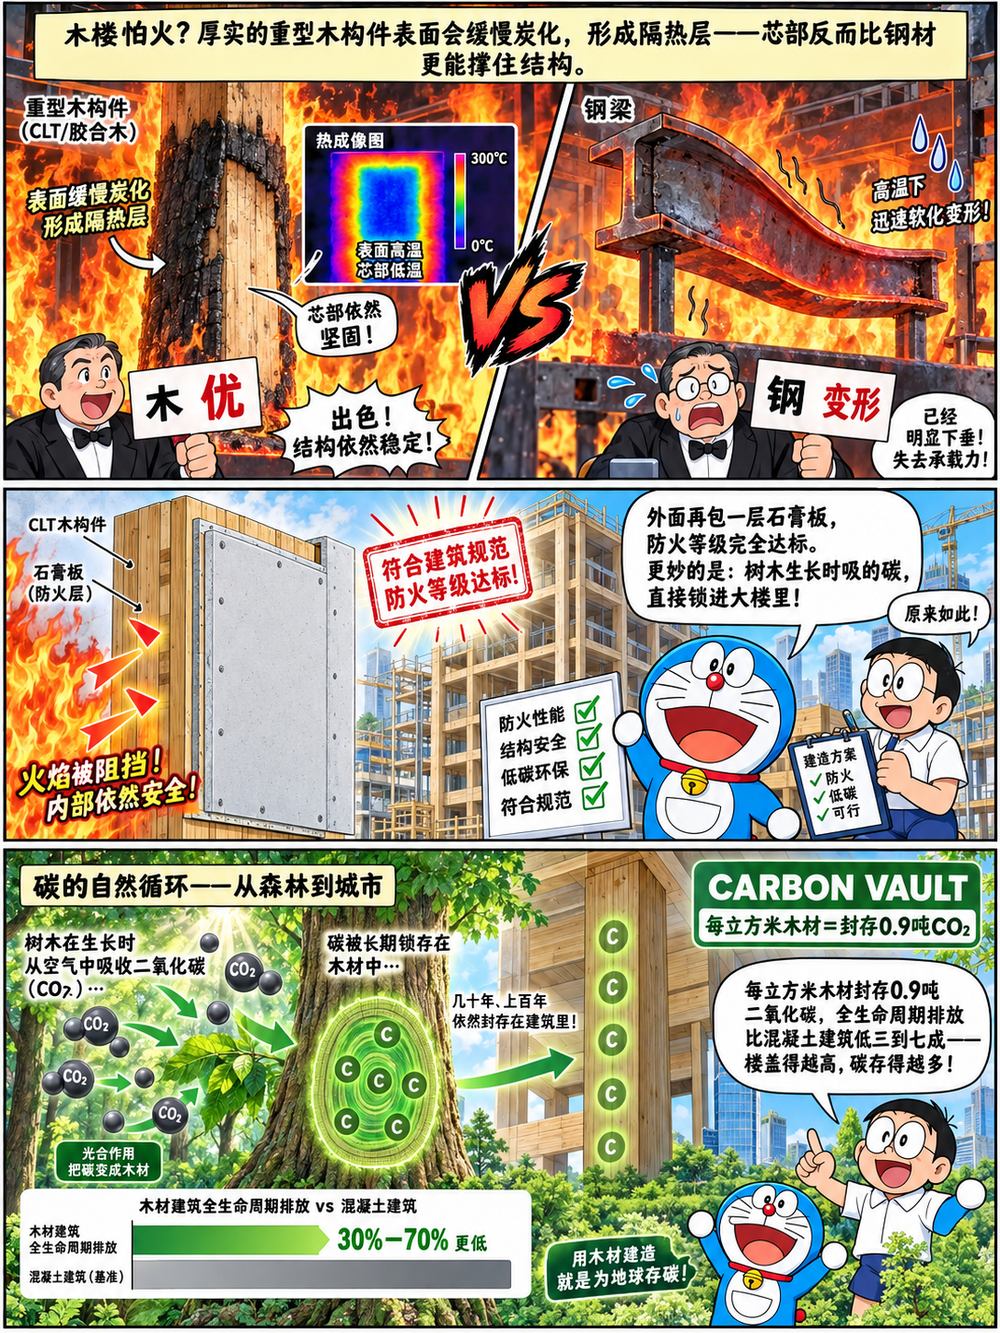 木楼怕火？厚实的重型木构件表面会缓慢炭化，形成隔热层——芯部反而比钢材
更能撑住结构。
重型木构件
（CLT/胶合木）
表面缓慢炭化
形成隔热层
热成像图
300℃
0℃
表面高温
芯部低温
芯部依然
坚固！
木 优
出色！
结构依然稳定！
VS
钢梁
高温下
迅速软化变形！
钢 变形
已经
明显下垂！
失去承载力！
CLT木构件
石膏板
（防火层）
火焰被阻挡！
内部依然安全！
符合建筑规范
防火等级达标！
外面再包一层石膏板，
防火等级完全达标。
更妙的是：树木生长时吸的碳，
直接锁进大楼里！
原来如此！
防火性能
结构安全
低碳环保
符合规范
建造方案
防火
低碳
可行
碳的自然循环——从森林到城市
树木在生长时
从空气中吸收二氧化碳
（CO₂）…
CO₂
CO₂
CO₂
CO₂
光合作用
把碳变成木材
碳被长期锁存在
木材中…
C
C
C
C
C
C
几十年、上百年
依然封存在建筑里！
C
C
C
C
C
CARBON VAULT
每立方米木材＝封存0.9吨CO₂
每立方米木材封存0.9吨
二氧化碳，全生命周期排放
比混凝土建筑低三到七成——
楼盖得越高，碳存得越多！
木材建筑全生命周期排放 vs 混凝土建筑
木材建筑
全生命周期排放
30%—70% 更低
混凝土建筑（基准）
用木材建造
就是为地球存碳！